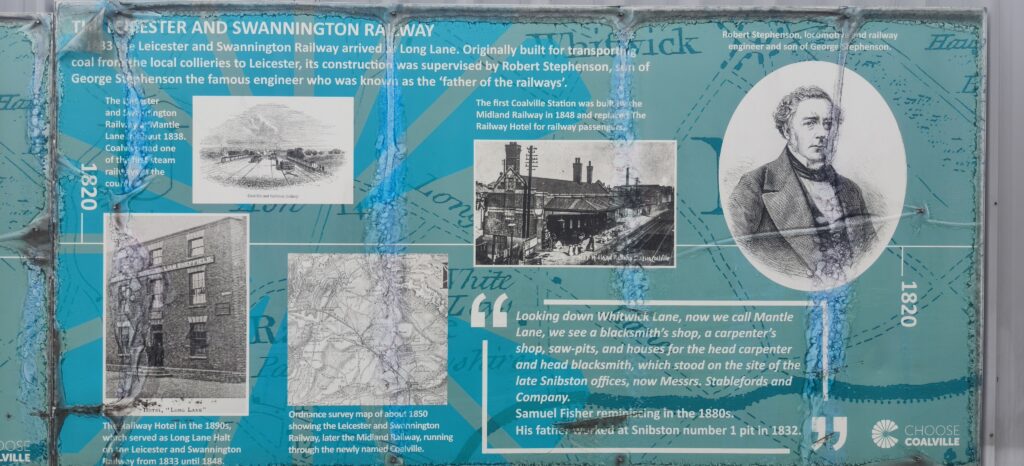 THE LEICESTER AND SWANNINGTON RAILWAY
In 1833 the Leicester and Swannington Railway arrived in Long Lane. Originally built for transporting
coal from the local collieries to Leicester, its construction was supervised by Robert Stephenson, son of
George Stephenson the famous engineer who was known as the ‘father of the railways’.
Robert Stephenson, locomotive and railway
engineer and son of George Stephenson.
Whitwick
The Leicester
and Swannington
Railway at Mantle
Lane in about 1838.
Coalville had one
of the first steam
railways in the
country
The first Coalville Station was built by the
Midland Railway in 1848 and replaced The
Railway Hotel for railway passengers.
1820
Long
White
1820
HOTEL, "LONG LANE"
The Railway Hotel in the 1890s,
which served as Long Lane Halt
on the Leicester and Swannington
Railway from 1833 until 1848.
Ordnance survey map of about 1850
showing the Leicester and Swannington
Railway, later the Midland Railway, running
through the newly named Coalville.
“Looking down Whitwick Lane, now we call Mantle
Lane, we see a blacksmith’s shop, a carpenter’s
shop, saw-pits, and houses for the head carpenter
and head blacksmith, which stood on the site of the
late Snibston offices, now Messrs. Stablefords and
Company.
Samuel Fisher reminiscing in the 1880s.
His father worked at Snibston number 1 pit in 1832.”
CHOOSE
COALVILLE
CHOOSE